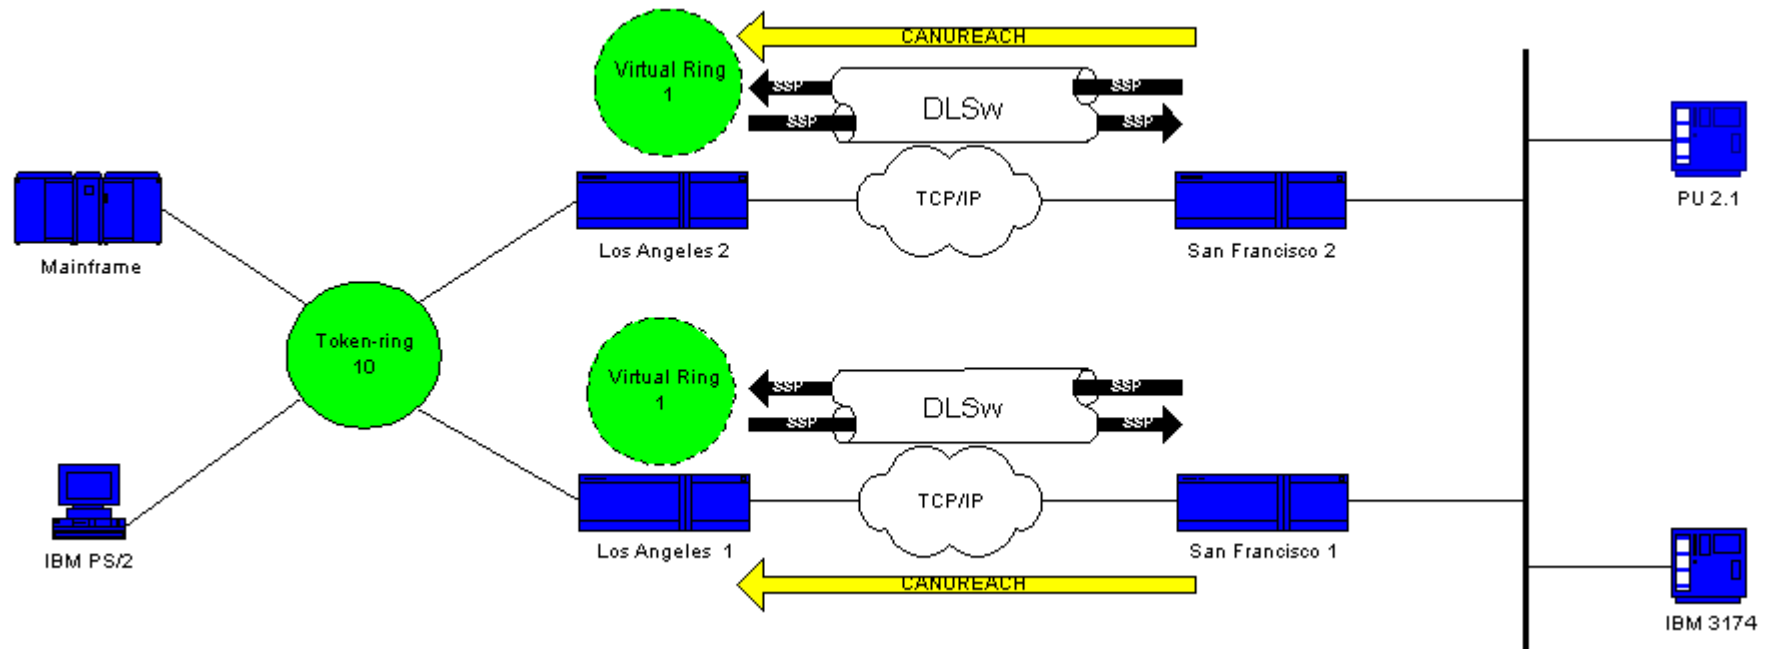 CANUREACH
Virtual Ring
1
SSP
SSP
DLSw
SSP
SSP
TCP/IP
Mainframe
Los Angeles 2
San Francisco 2
PU 2.1
Token-ring
10
Virtual Ring
1
SSP
SSP
DLSw
SSP
SSP
TCP/IP
IBM PS/2
Los Angeles 1
San Francisco 1
CANUREACH
IBM 3174